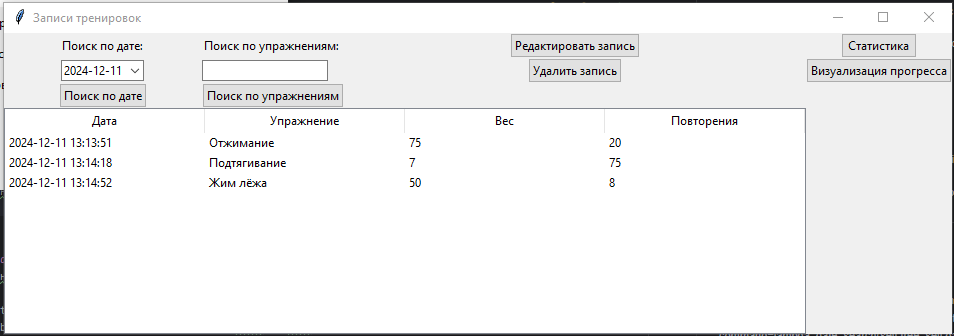 Записи тренировок
Поиск по дате: Поиск по упражнениям: Редактировать запись Статистика
2024-12-11 Удалить запись Визуализация прогресса
Поиск по дате Поиск по упражнениям
Дата Упражнение Вес Повторения
2024-12-11 13:13:51 Отжимание 75 20
2024-12-11 13:14:18 Подтягивание 7 75
2024-12-11 13:14:52 Жим лёжа 50 8